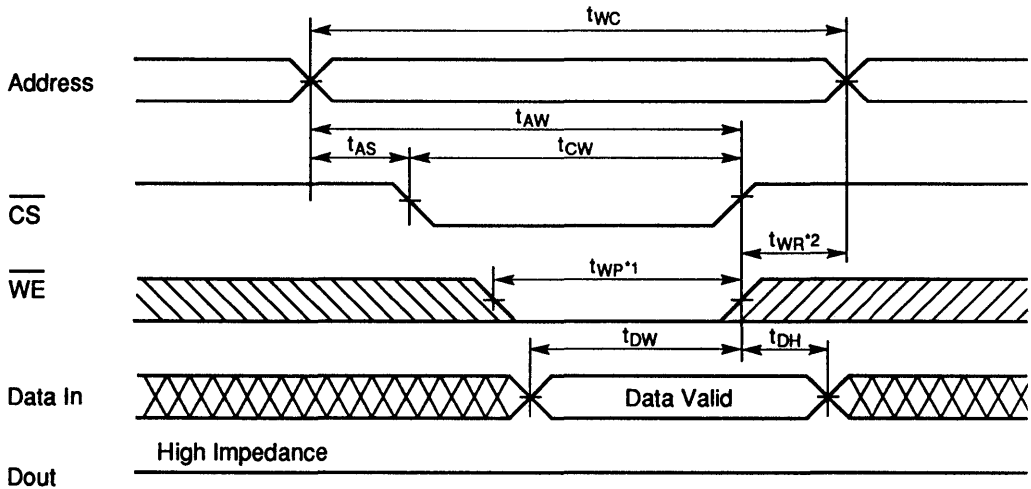 tWC
Address
tAW
tAS
tCW
CS
tWR*2
tWP*1
WE
tDW
tDH
Data In
Data Valid
High Impedance
Dout